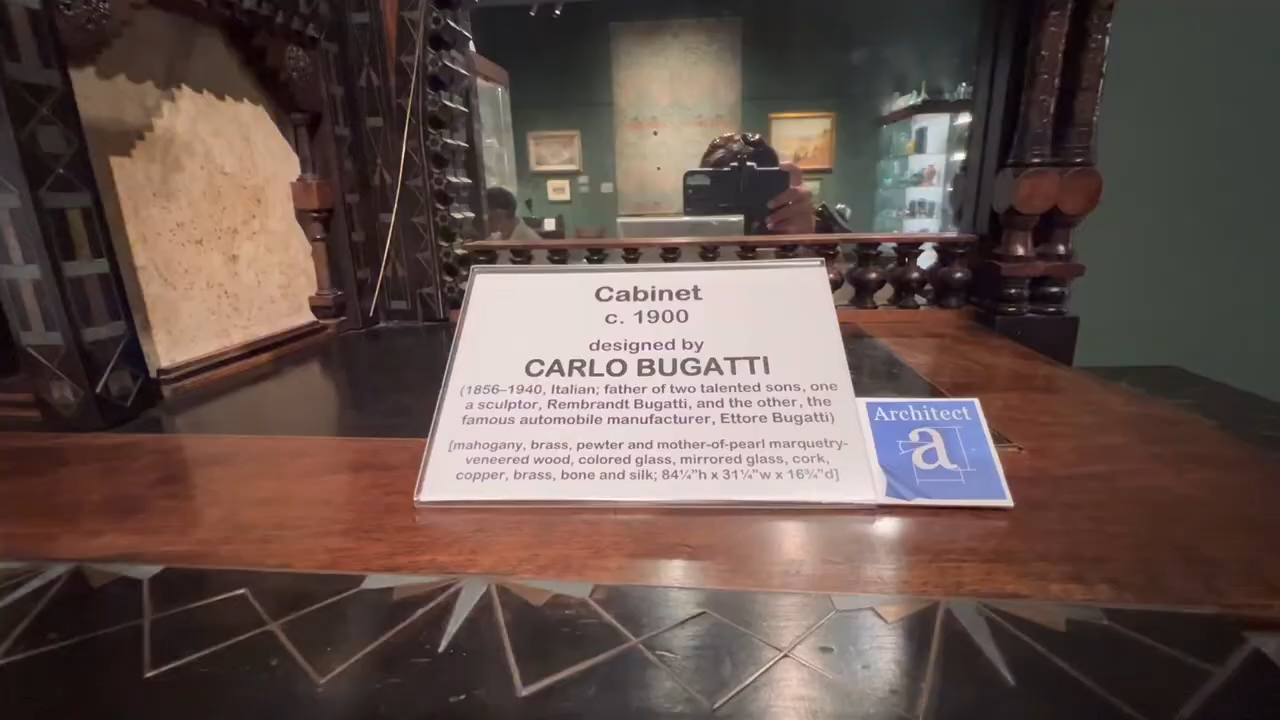 Cabinet
c. 1900
designed by
CARLO BUGATTI
(1856–1940, Italian; father of two talented sons, one
a sculptor, Rembrandt Bugatti, and the other, the
famous automobile manufacturer, Ettore Bugatti)
[mahogany, brass, pewter and mother-of-pearl marquetry-
veneered wood, colored glass, mirrored glass, cork,
copper, brass, bone and silk; 84¼"h x 31¼"w x 16¾"d]
Architect
a